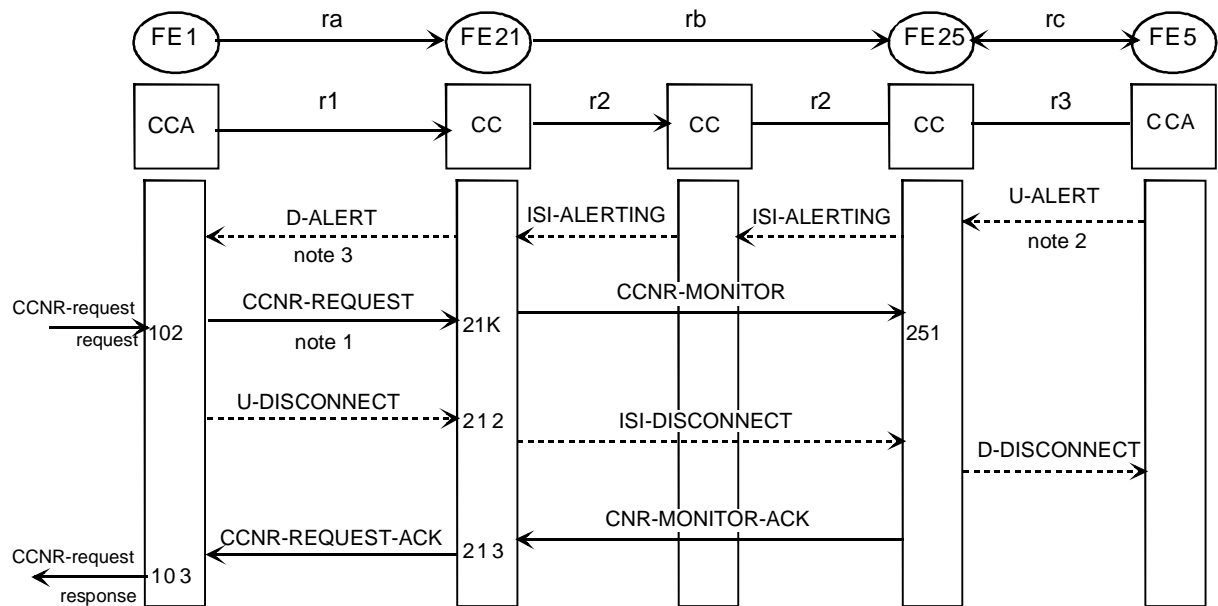 FE1 ra FE21 rb FE25 rc FE5
CCA r1 CC r2 CC r2 CC r3 CCA
U-ALERT
D-ALERT ISI-ALERTING ISI-ALERTING
note 3 note 2
CCNR-request CCNR-REQUEST CCNR-MONITOR
request 102 note 1 21K 251
U-DISCONNECT 212 ISI-DISCONNECT
D-DISCONNECT
CCNR-REQUEST-ACK 213 CNR-MONITOR-ACK
CCNR-request
103
response